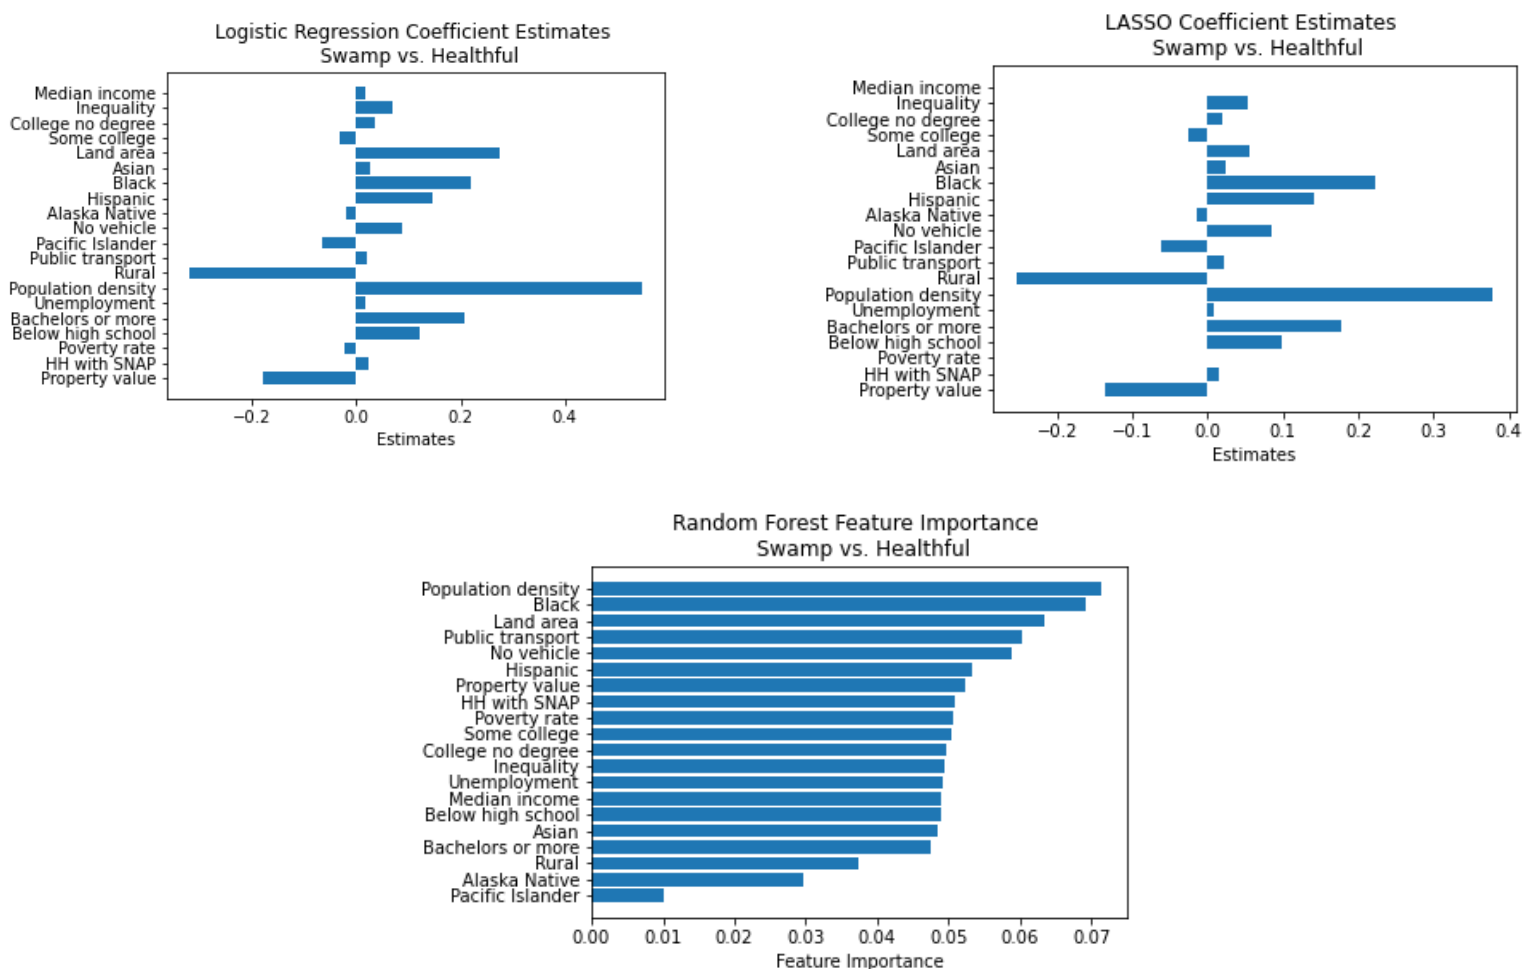 Logistic Regression Coefficient Estimates
Swamp vs. Healthful
Median income
Inequality
College no degree
Some college
Land area
Asian
Black
Hispanic
Alaska Native
No vehicle
Pacific Islander
Public transport
Rural
Population density
Unemployment
Bachelors or more
Below high school
Poverty rate
HH with SNAP
Property value
−0.2 0.0 0.2 0.4
Estimates
LASSO Coefficient Estimates
Swamp vs. Healthful
Median income
Inequality
College no degree
Some college
Land area
Asian
Black
Hispanic
Alaska Native
No vehicle
Pacific Islander
Public transport
Rural
Population density
Unemployment
Bachelors or more
Below high school
Poverty rate
HH with SNAP
Property value
−0.2 −0.1 0.0 0.1 0.2 0.3 0.4
Estimates
Random Forest Feature Importance
Swamp vs. Healthful
Population density
Black
Land area
Public transport
No vehicle
Hispanic
Property value
HH with SNAP
Poverty rate
Some college
College no degree
Inequality
Unemployment
Median income
Below high school
Asian
Bachelors or more
Rural
Alaska Native
Pacific Islander
0.00 0.01 0.02 0.03 0.04 0.05 0.06 0.07
Feature Importance